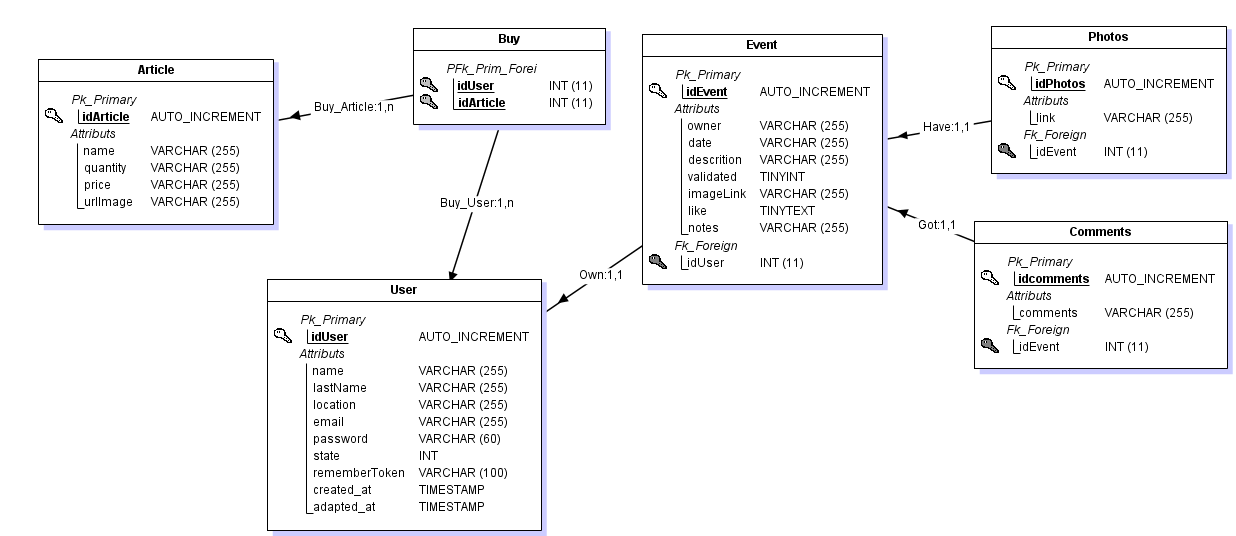 Article
Pk_Primary
idArticle AUTO_INCREMENT
Attributs
name VARCHAR (255)
quantity VARCHAR (255)
price VARCHAR (255)
urlImage VARCHAR (255)
Buy_Article:1,n
Buy
PFk_Prim_Forei
idUser INT (11)
idArticle INT (11)
Buy_User:1,n
User
Pk_Primary
idUser AUTO_INCREMENT
Attributs
name VARCHAR (255)
lastName VARCHAR (255)
location VARCHAR (255)
email VARCHAR (255)
password VARCHAR (60)
state INT
rememberToken VARCHAR (100)
created_at TIMESTAMP
adapted_at TIMESTAMP
Own:1,1
Event
Pk_Primary
idEvent AUTO_INCREMENT
Attributs
owner VARCHAR (255)
date VARCHAR (255)
descrition VARCHAR (255)
validated TINYINT
imageLink VARCHAR (255)
like TINYTEXT
notes VARCHAR (255)
Fk_Foreign
idUser INT (11)
Have:1,1
Photos
Pk_Primary
idPhotos AUTO_INCREMENT
Attributs
link VARCHAR (255)
Fk_Foreign
idEvent INT (11)
Got:1,1
Comments
Pk_Primary
idcomments AUTO_INCREMENT
Attributs
comments VARCHAR (255)
Fk_Foreign
idEvent INT (11)